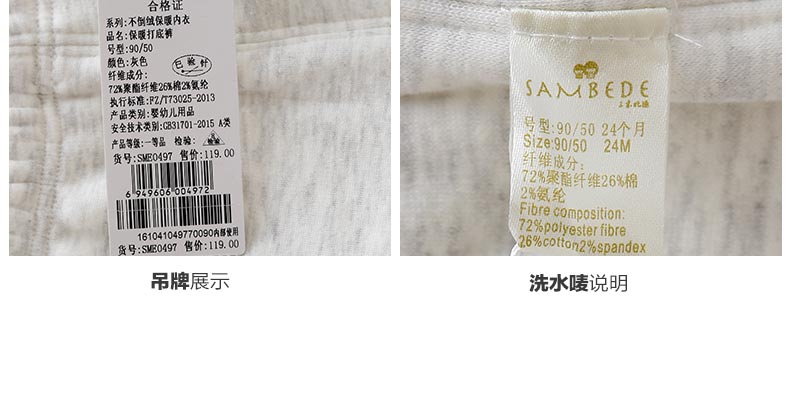 合格证
系列:不倒绒保暖内衣
品名:保暖打底裤
号型:90/50
颜色:灰色
纤维成分:
已验针
72%聚酯纤维26%棉2%氨纶
执行标准:FZ/T73025-2013
产品类别:婴幼儿用品
安全技术类别:GB31701-2015 A类
产品等级:一等品 检验:
货号:SME0497 售价:119.00
6 949606 004972
161041049770090内部使用
货号:SME0497 售价:119.00
吊牌展示
SAMBEDE
号型:90/50 24个月
Size:90/50 24M
纤维成分:
72%聚酯纤维26%棉
2%氨纶
Fibre composition:
72%polyester fibre
26%cotton2%spandex
洗水唛说明